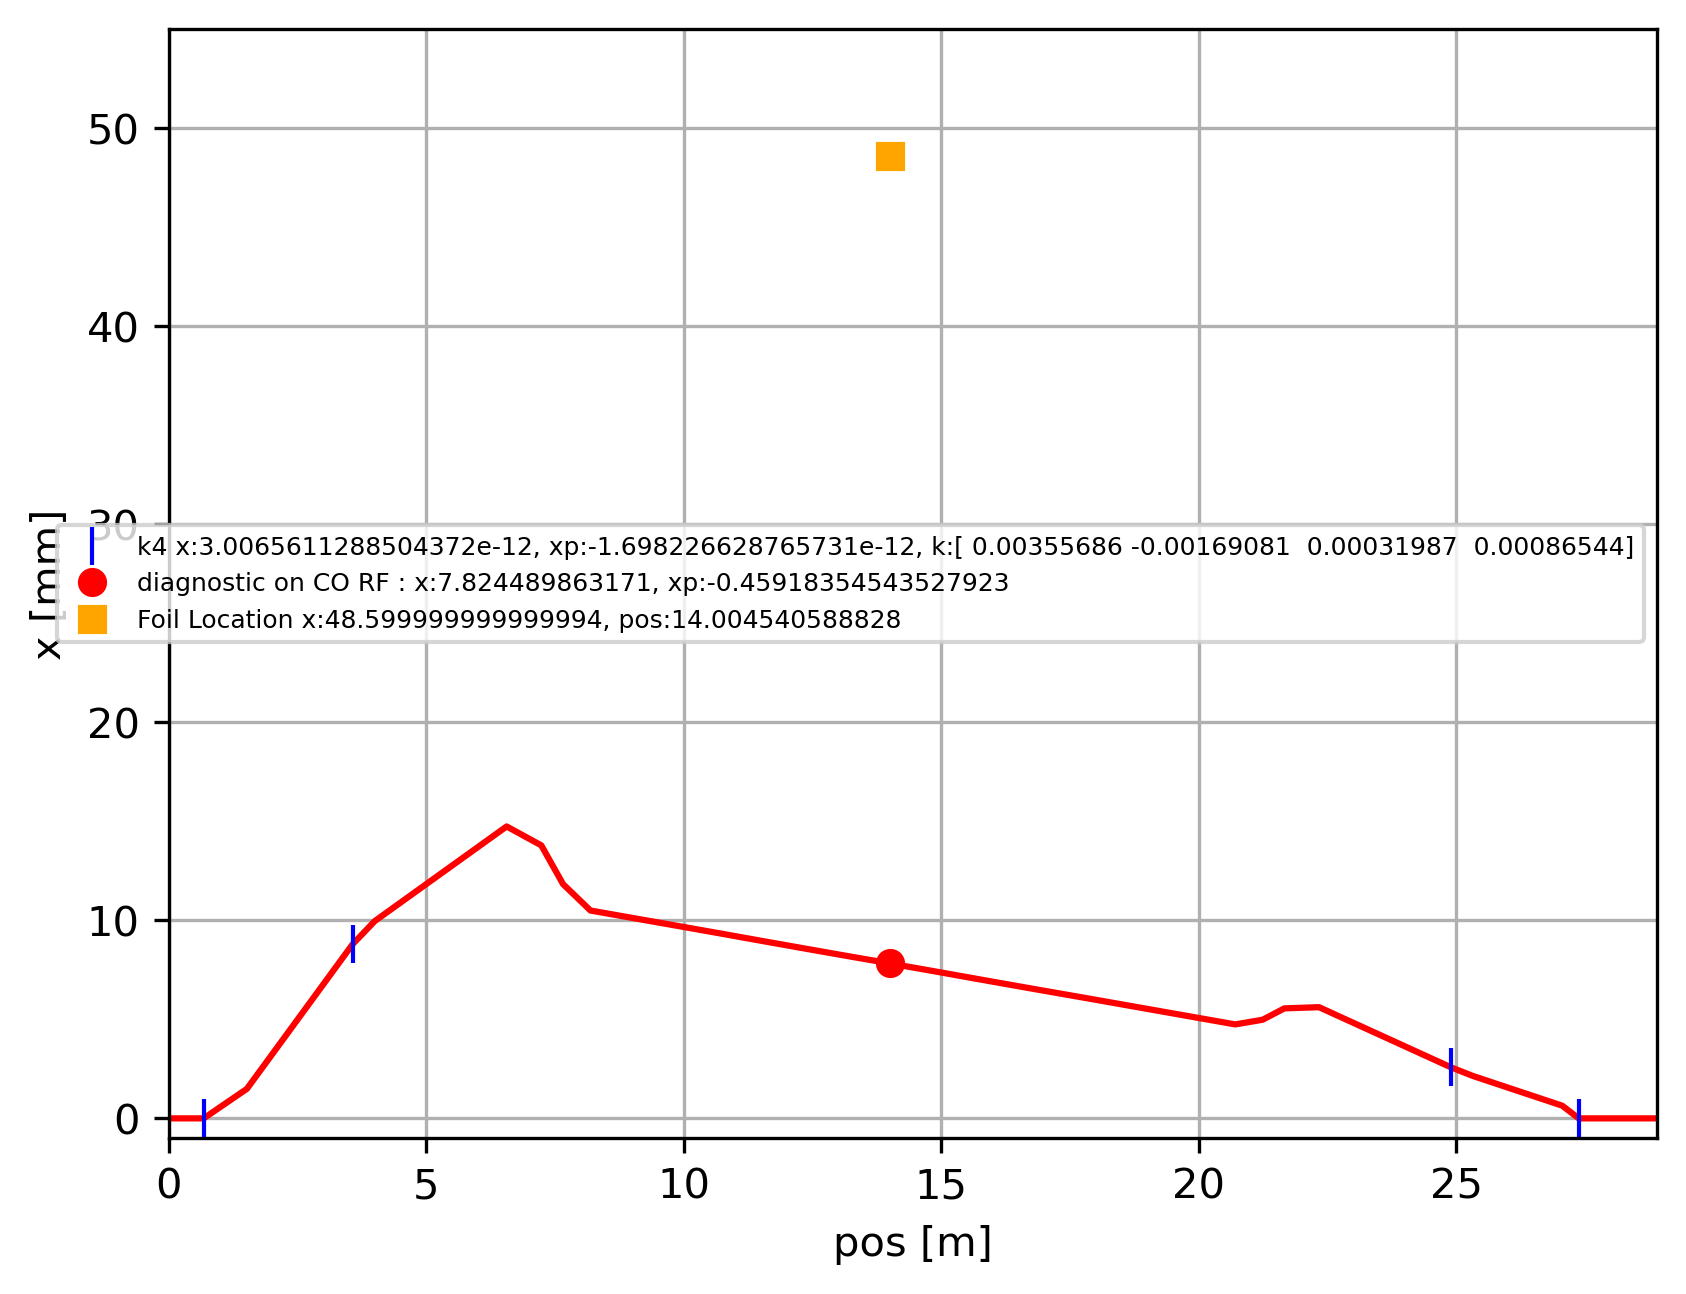 50
40
30
20
10
0
x [mm]
k4 x:3.0065611288504372e-12, xp:-1.698226628765731e-12, k:[ 0.00355686 -0.00169081  0.00031987  0.00086544]
diagnostic on CO RF : x:7.824489863171, xp:-0.45918354543527923
Foil Location x:48.599999999999994, pos:14.004540588828
0 5 10 15 20 25
pos [m]